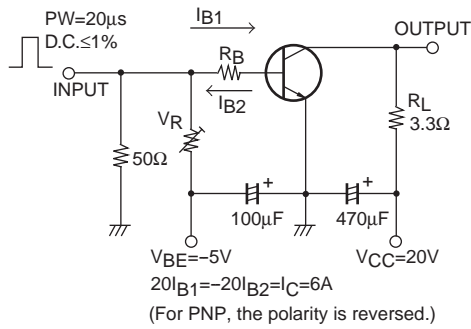 PW=20μs
D.C.≤1%
INPUT
IB1
RB
IB2
VR
50Ω
OUTPUT
RL
3.3Ω
100μF
+
470μF
+
VBE=−5V
VCC=20V
20IB1=−20IB2=IC=6A
(For PNP, the polarity is reversed.)